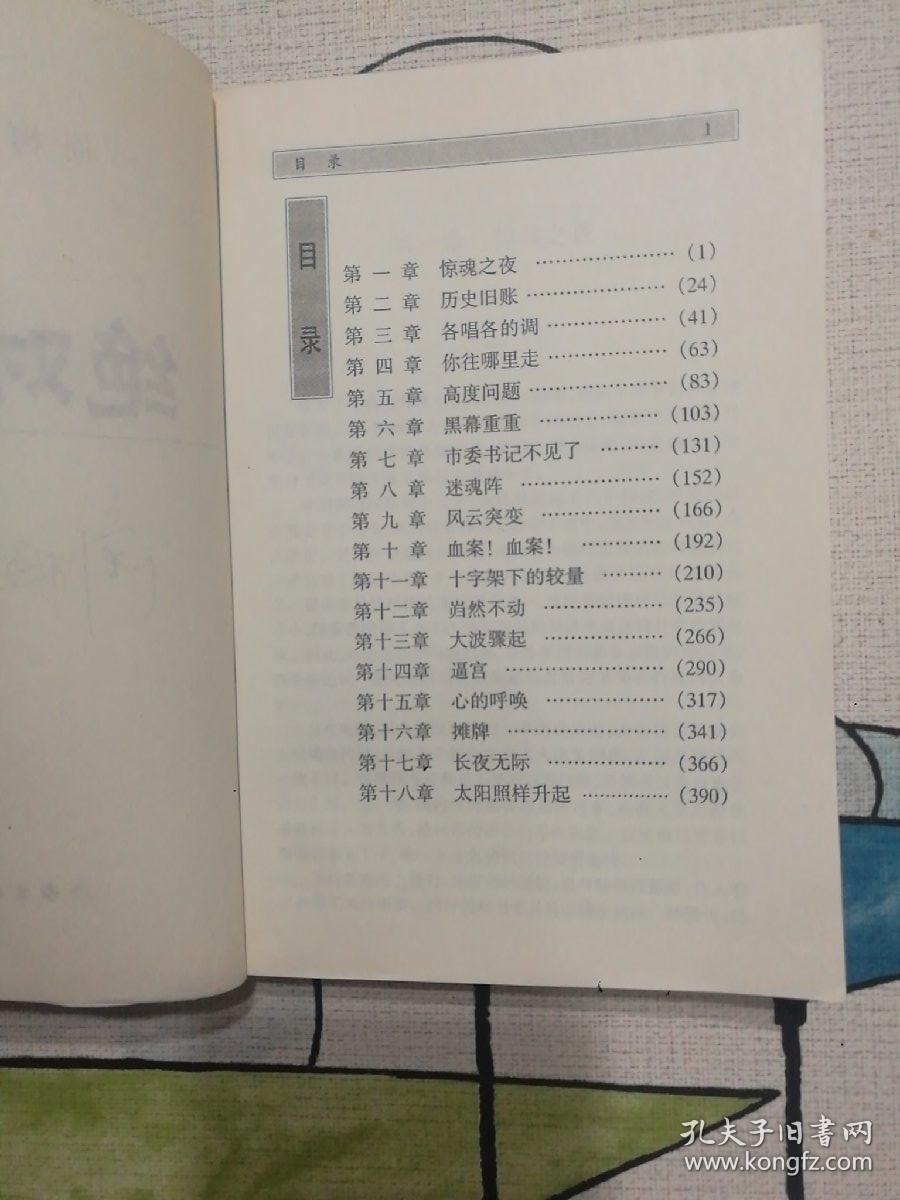 目 录 1
目录
第一章 惊魂之夜 ……………(1)
第二章 历史旧账 ……………(24)
第三章 各唱各的调 …………(41)
第四章 你往哪里走 …………(63)
第五章 高度问题 ……………(83)
第六章 黑幕重重 ……………(103)
第七章 市委书记不见了 ………(131)
第八章 迷魂阵 ………………(152)
第九章 风云突变 ……………(166)
第十章 血案！血案！ …………(192)
第十一章 十字架下的较量 ………(210)
第十二章 岿然不动 ……………(235)
第十三章 大波骤起 ……………(266)
第十四章 逼宫 ………………(290)
第十五章 心的呼唤 ……………(317)
第十六章 摊牌 ………………(341)
第十七章 长夜无际 ……………(366)
第十八章 太阳照样升起 …………(390)
绝对
孔夫子旧书网
www.kongfz.com